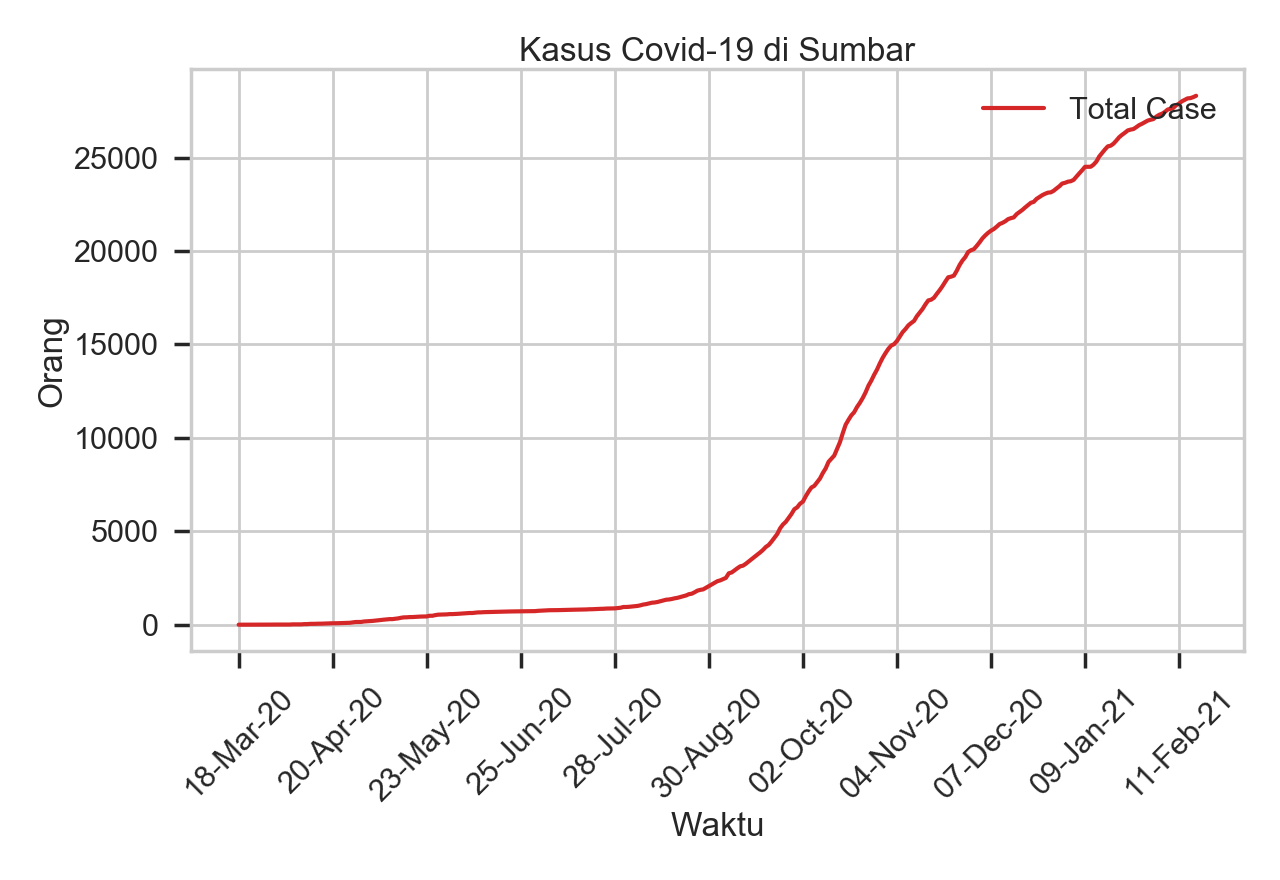 Kasus Covid-19 di Sumbar
Total Case
Orang
25000
20000
15000
10000
5000
0
18-Mar-20
20-Apr-20
23-May-20
25-Jun-20
28-Jul-20
30-Aug-20
02-Oct-20
04-Nov-20
07-Dec-20
09-Jan-21
11-Feb-21
Waktu